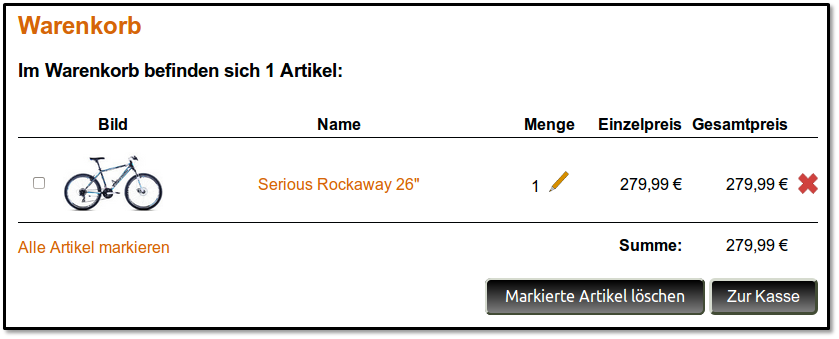 Warenkorb
Im Warenkorb befinden sich 1 Artikel:
Bild Name Menge Einzelpreis Gesamtpreis
Serious Rockaway 26" 1 279,99 € 279,99 €
Alle Artikel markieren Summe: 279,99 €
Markierte Artikel löschen Zur Kasse